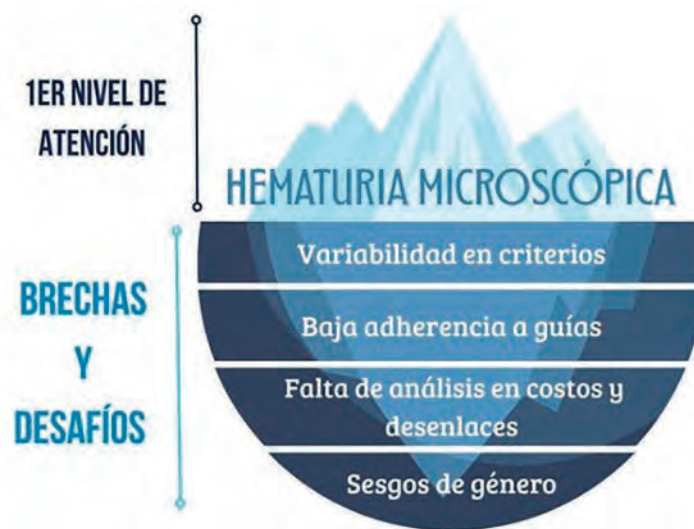 1ER NIVEL DE
ATENCIÓN
HEMATURIA MICROSCÓPICA
BRECHAS
Y
DESAFÍOS
Variabilidad en criterios
Baja adherencia a guías
Falta de análisis en costos y
desenlaces
Sesgos de género